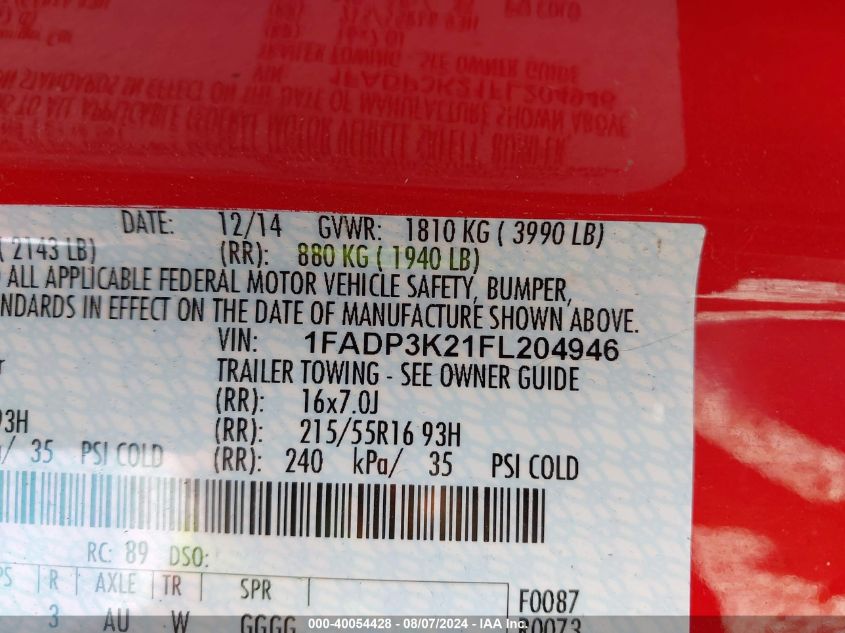 DATE: 12/14 GVWR: 1810 KG ( 3990 LB)
( 2143 LB) (RR): 880 KG ( 1940 LB)
ALL APPLICABLE FEDERAL MOTOR VEHICLE SAFETY, BUMPER,
NDARDS IN EFFECT ON THE DATE OF MANUFACTURE SHOWN ABOVE.
VIN: 1FADP3K21FL204946
TRAILER TOWING - SEE OWNER GUIDE
(RR): 16x7.0J
93H (RR): 215/55R16 93H
/ 35 PSI COLD (RR): 240 kPa/ 35 PSI COLD
RC: 89 DSO:
PS R AXLE TR SPR F0087
3 AU W GGGG R0073
000-40054428 - 08/07/2024 - IAA Inc.